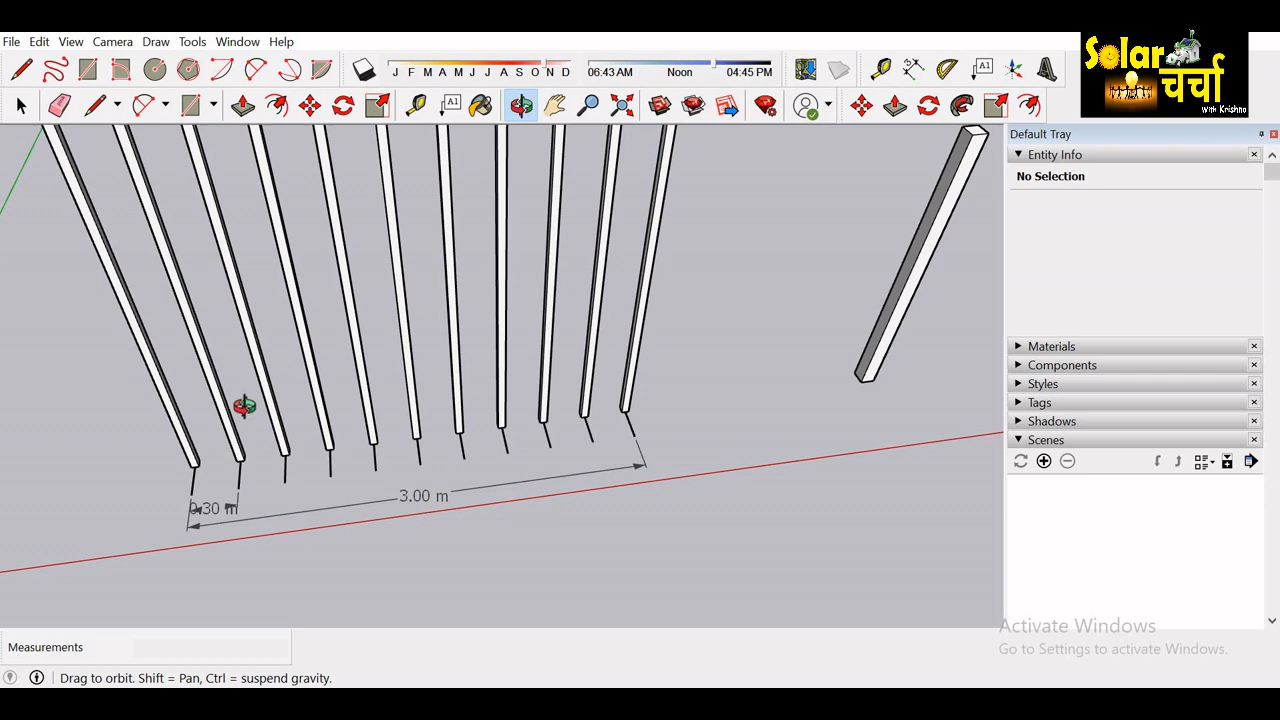 File Edit View Camera Draw Tools Window Help
Solar
चर्चा
With Krishna
J F M A M J J A S O N D
06:43 AM Noon 04:45 PM
A1
A1
Default Tray
Entity Info
No Selection
Materials
Components
Styles
Tags
Shadows
Scenes
3.00 m
0.30 m
Activate Windows
Go to Settings to activate Windows.
Measurements
Drag to orbit. Shift = Pan, Ctrl = suspend gravity.